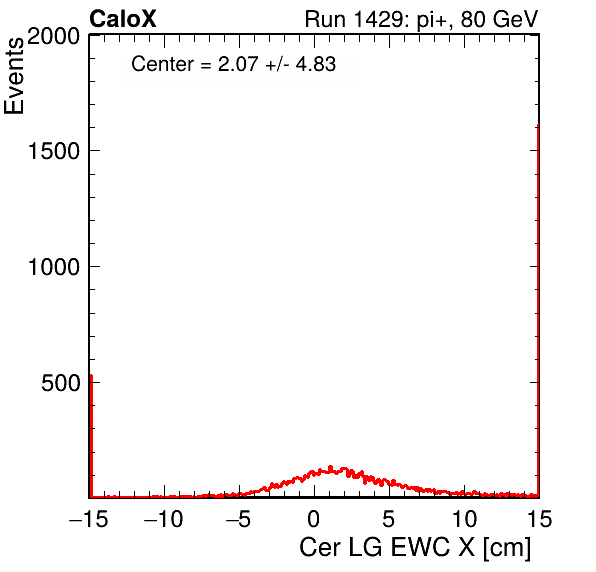 CaloX
Run 1429: pi+, 80 GeV
Events
Center = 2.07 +/- 4.83
2000
1500
1000
500
−15 −10 −5 0 5 10 15
Cer LG EWC X [cm]